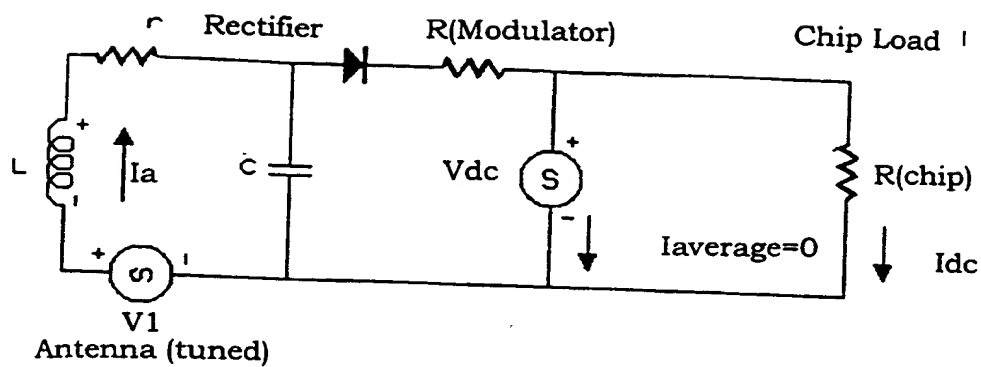 r Rectifier R(Modulator) Chip Load
+ L - Ia C Vdc + S - R(chip)
Iaverage=0 Idc
+ S -
V1
Antenna (tuned)